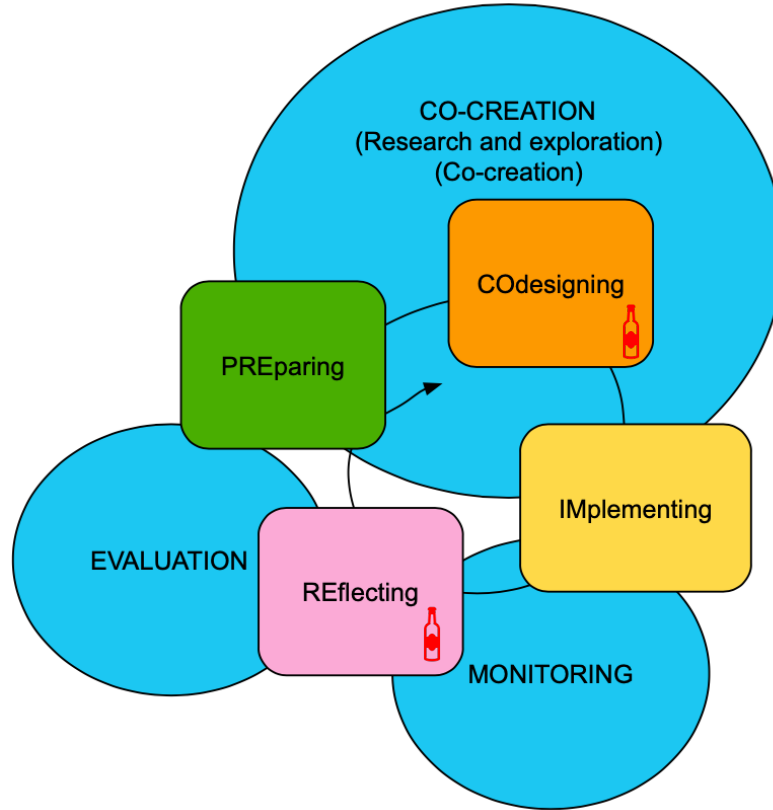 CO-CREATION
(Research and exploration)
(Co-creation)
COdesigning
PREparing
IMplementing
EVALUATION
REflecting
MONITORING